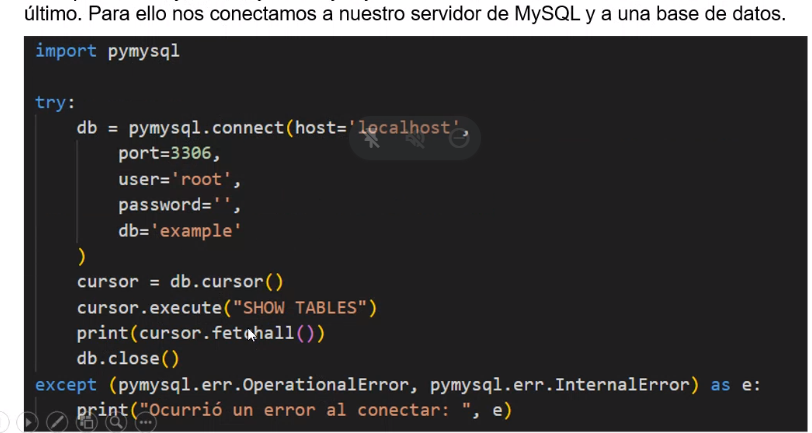 último. Para ello nos conectamos a nuestro servidor de MySQL y a una base de datos.
import pymysql
try:
    db = pymysql.connect(host='localhost',
        port=3306,
        user='root',
        password='',
        db='example'
    )
    cursor = db.cursor()
    cursor.execute("SHOW TABLES")
    print(cursor.fetchall())
    db.close()
except (pymysql.err.OperationalError, pymysql.err.InternalError) as e:
    print("Ocurrió un error al conectar: ", e)